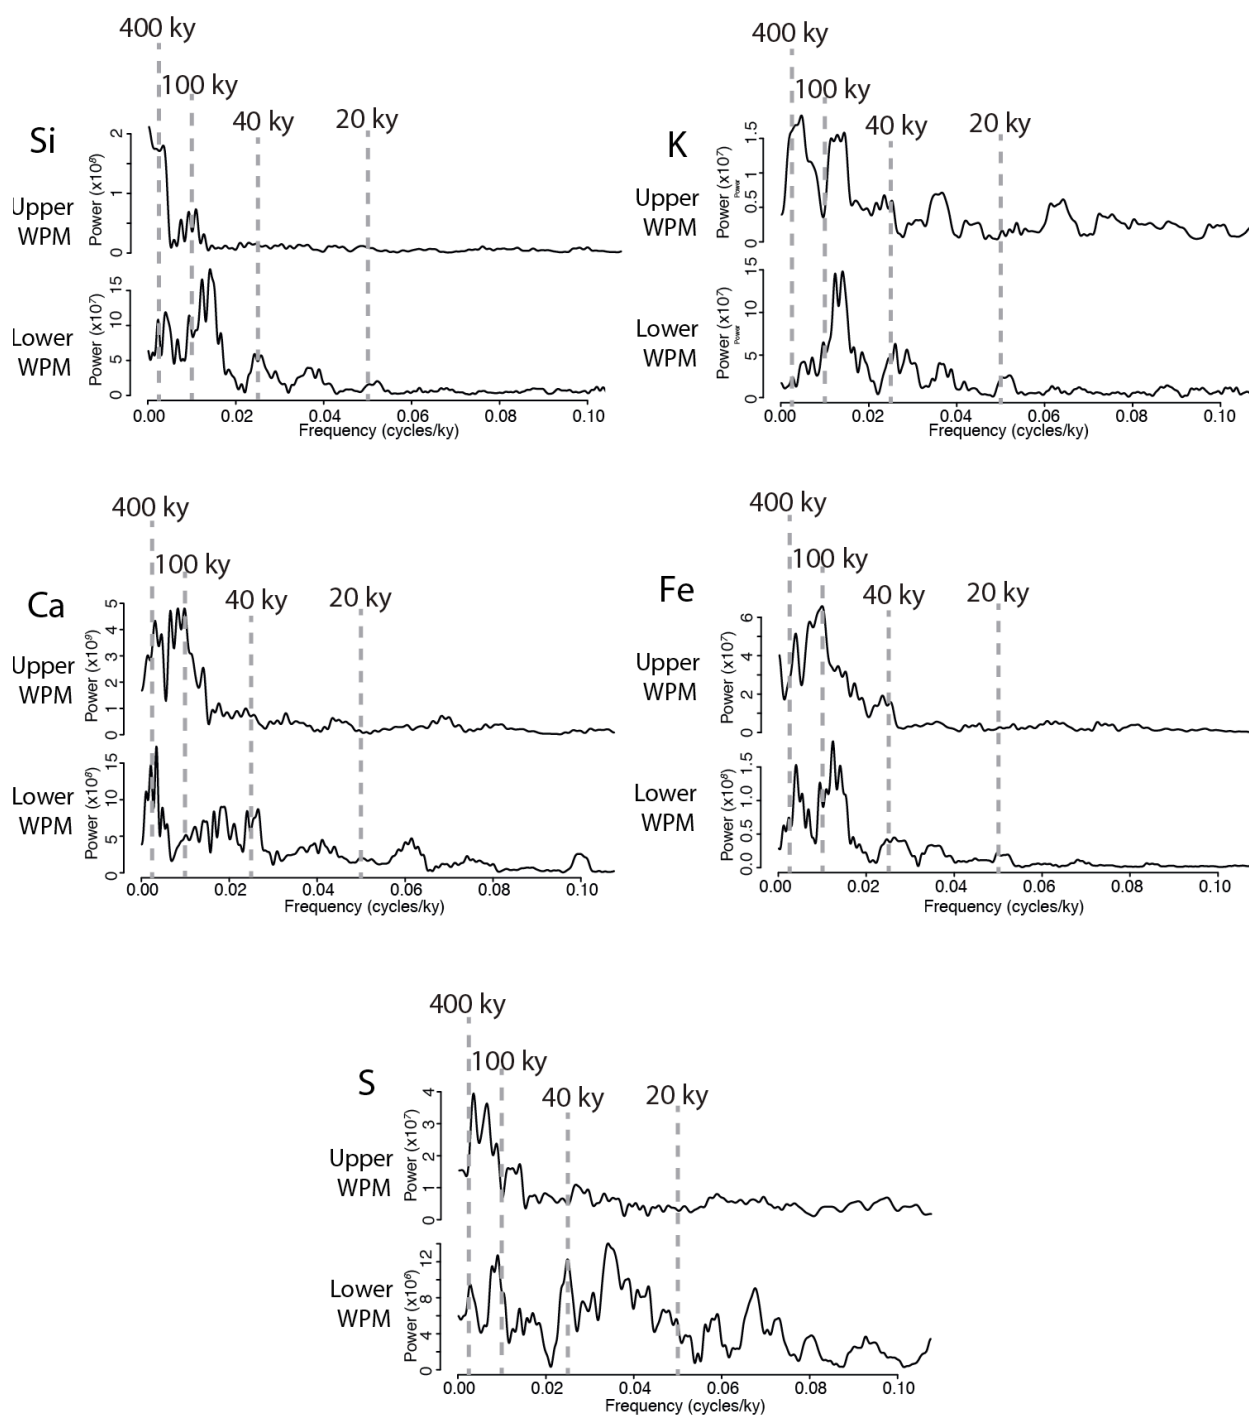 400 ky
100 ky
40 ky
20 ky
Si
Upper
WPM
Power (x10⁸)
2
1
0
Lower
WPM
Power (x10⁷)
15
10
5
0
0.00 0.02 0.04 0.06 0.08 0.10
Frequency (cycles/ky)
400 ky
100 ky
40 ky
20 ky
K
Upper
WPM
Power (x10⁷)
Power
1.5
1
0.5
0
Lower
WPM
Power (x10⁷)
Power
15
10
5
0
0.00 0.02 0.04 0.06 0.08 0.10
Frequency (cycles/ky)
400 ky
100 ky
40 ky
20 ky
Ca
Upper
WPM
Power (x10⁹)
5
4
3
2
1
0
Lower
WPM
Power (x10⁸)
15
10
5
0
0.00 0.02 0.04 0.06 0.08 0.10
Frequency (cycles/ky)
400 ky
100 ky
40 ky
20 ky
Fe
Upper
WPM
Power (x10⁷)
6
4
2
0
Lower
WPM
Power (x10⁸)
1.5
1.0
0.5
0.0
0.00 0.02 0.04 0.06 0.08 0.10
Frequency (cycles/ky)
400 ky
100 ky
40 ky
20 ky
S
Upper
WPM
Power (x10⁷)
4
3
2
1
0
Lower
WPM
Power (x10⁶)
12
8
4
0
0.00 0.02 0.04 0.06 0.08 0.10
Frequency (cycles/ky)